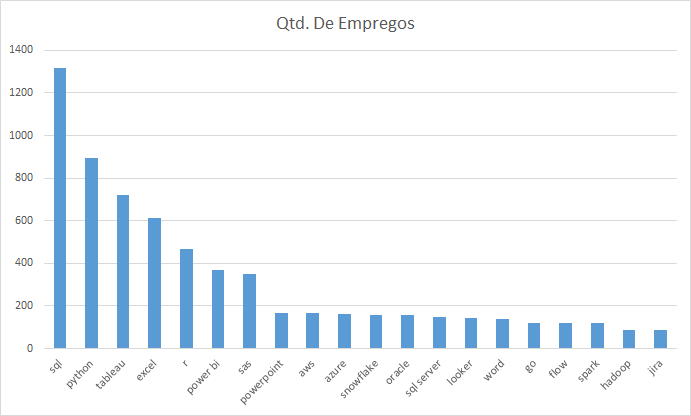 Qtd. De Empregos
1400
1200
1000
800
600
400
200
0
sql
python
tableau
excel
r
power bi
sas
powerpoint
aws
azure
snowflake
oracle
sql server
looker
word
go
flow
spark
hadoop
jira